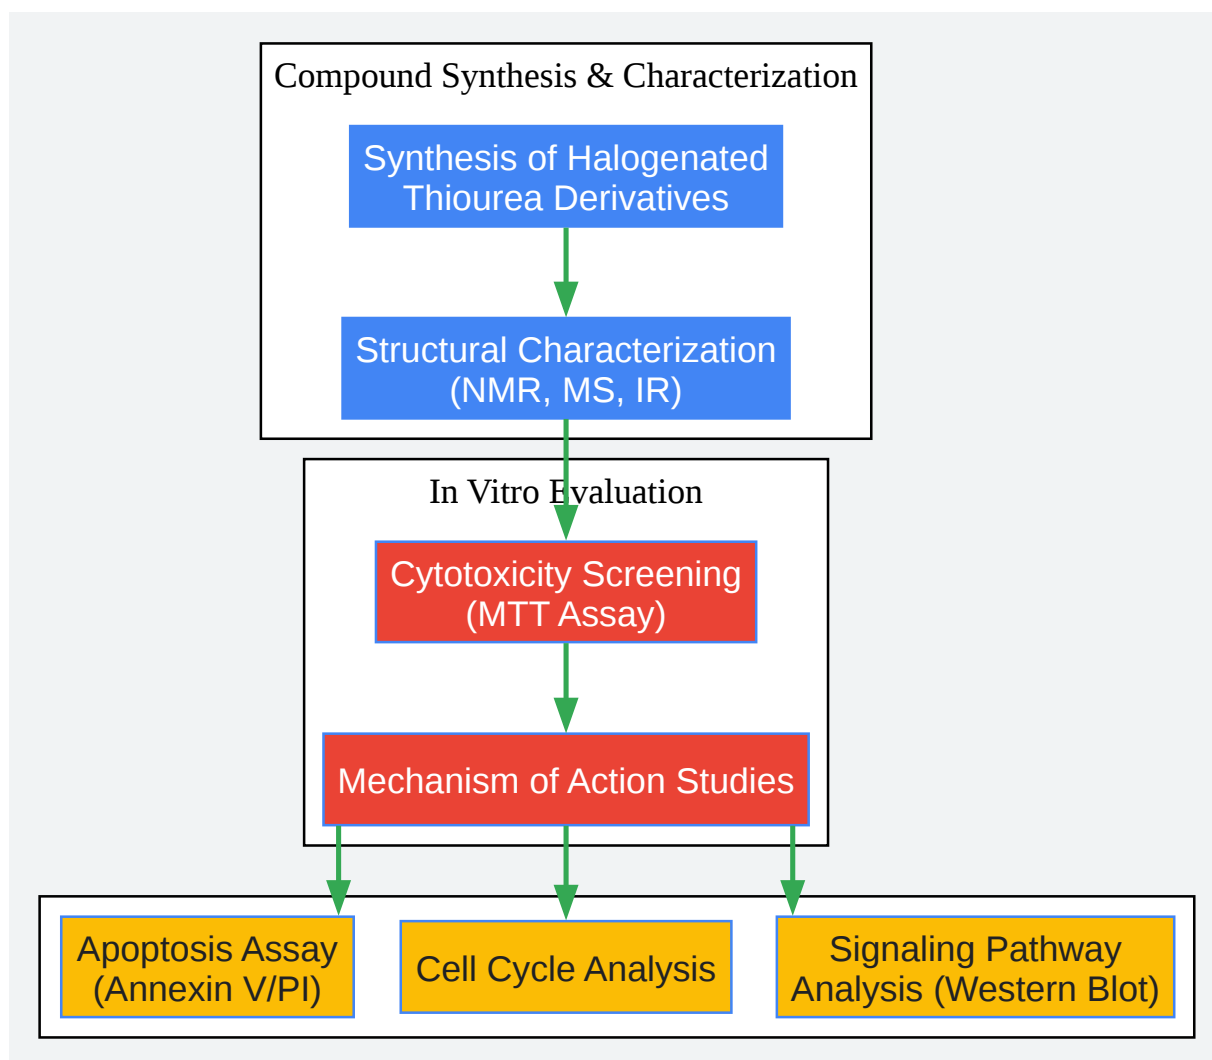 Compound Synthesis & Characterization
Synthesis of Halogenated
Thiourea Derivatives
Structural Characterization
(NMR, MS, IR)
In Vitro Evaluation
Cytotoxicity Screening
(MTT Assay)
Mechanism of Action Studies
Apoptosis Assay
(Annexin V/PI)
Cell Cycle Analysis
Signaling Pathway
Analysis (Western Blot)